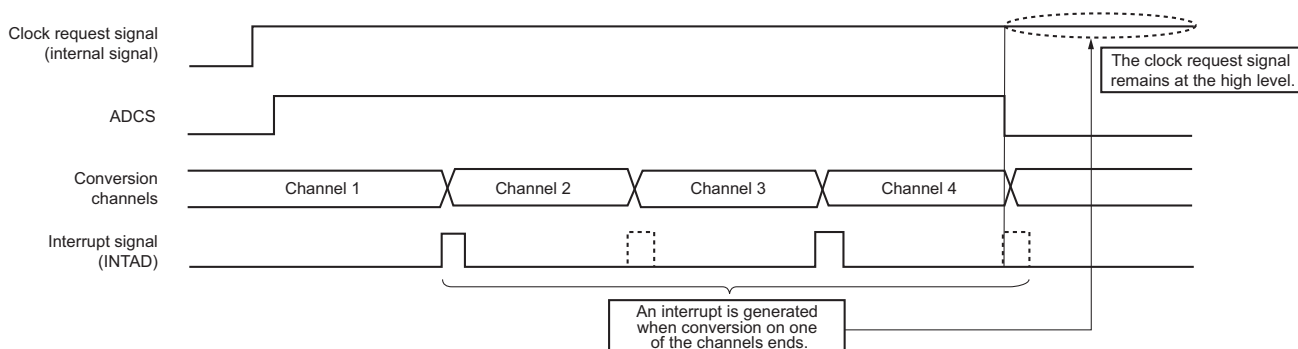 Clock request signal
(internal signal)
The clock request signal
remains at the high level.
ADCS
Conversion
channels
Channel 1
Channel 2
Channel 3
Channel 4
Interrupt signal
(INTAD)
An interrupt is generated
when conversion on one
of the channels ends.